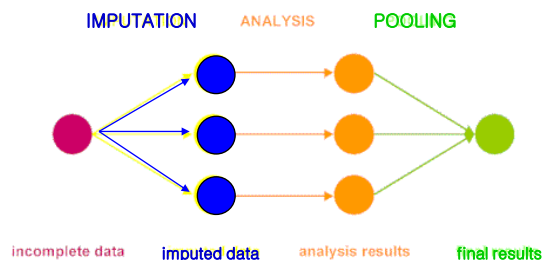 IMPUTATION ANALYSIS POOLING
incomplete data imputed data analysis results final results